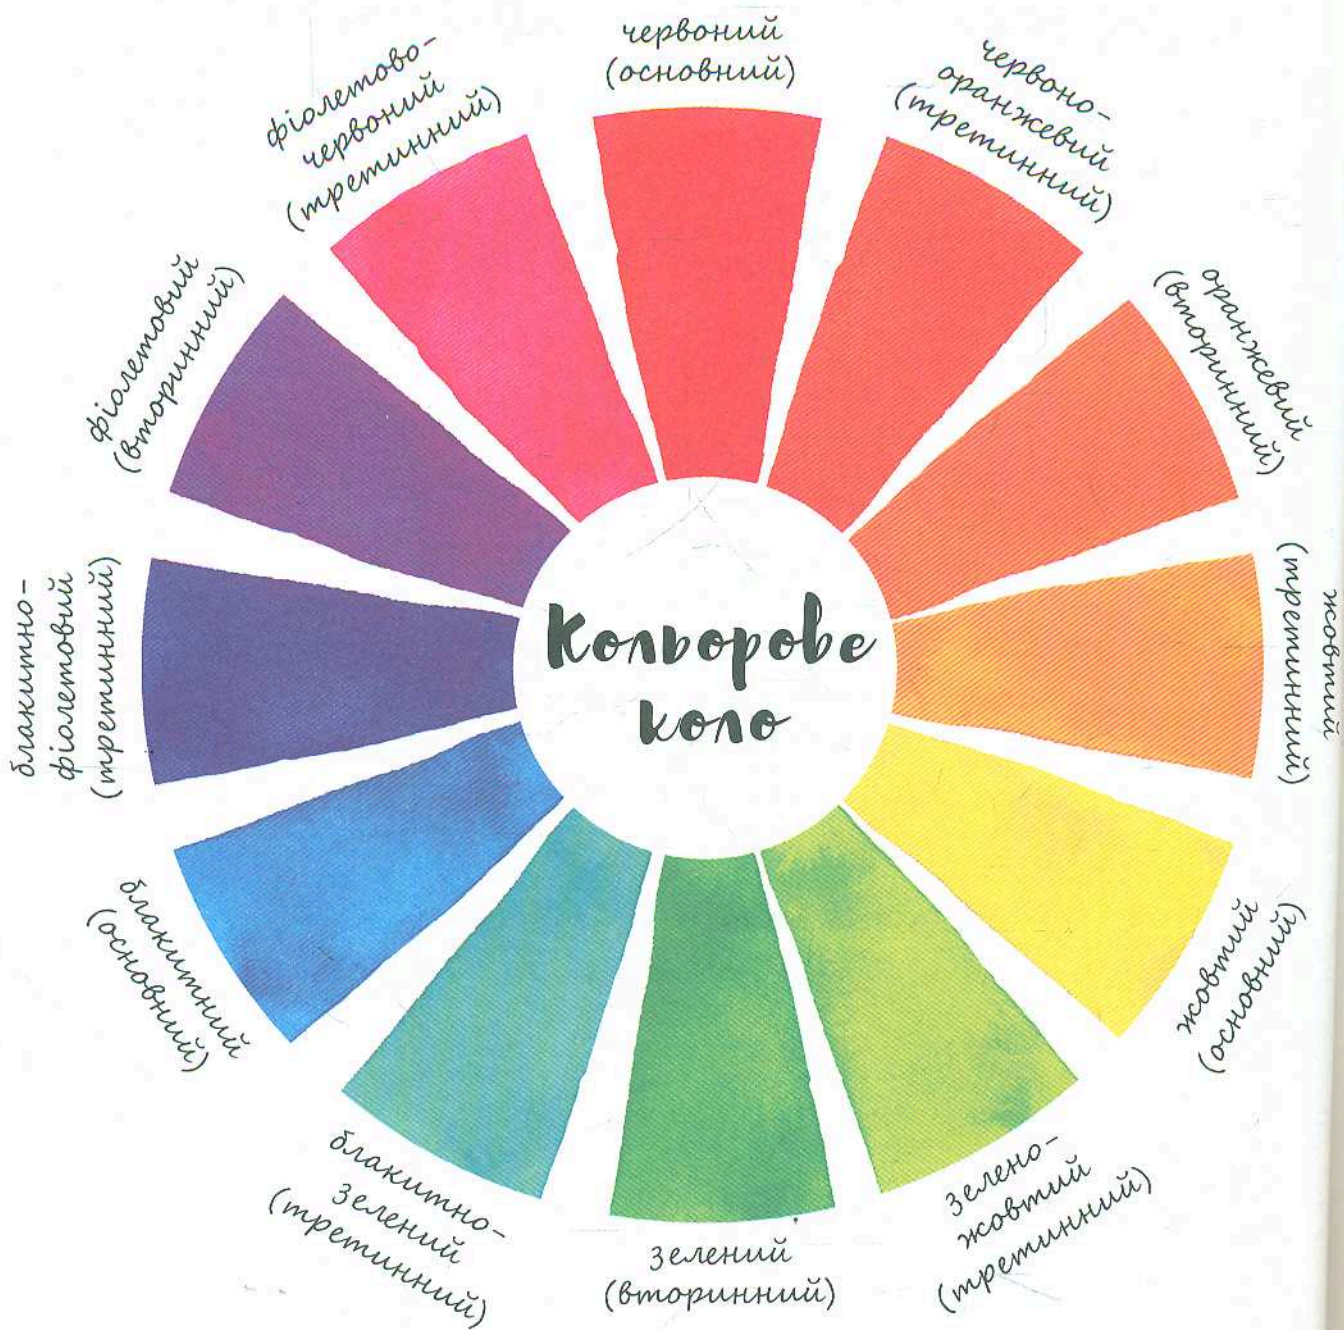 червоний
(основний)
червоно-
оранжевий
(третинний)
оранжевий
(вторинний)
жовтий
(третинний)
жовтий
(основний)
зелено-
жовтий
(третинний)
зелений
(вторинний)
блакитно-
зелений
(третинний)
блакитний
(основний)
блакитно-
фіолетовий
(третинний)
фіолетовий
(вторинний)
фіолетово-
червоний
(третинний)
Кольорове
коло